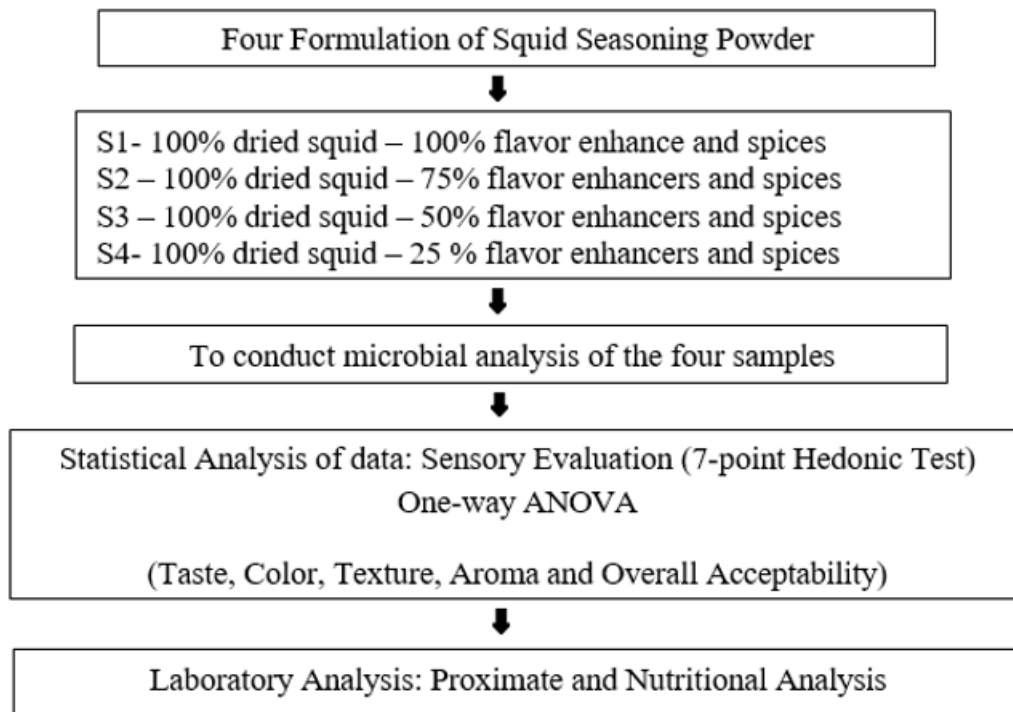 Four Formulation of Squid Seasoning Powder
S1- 100% dried squid – 100% flavor enhance and spices
S2 – 100% dried squid – 75% flavor enhancers and spices
S3 – 100% dried squid – 50% flavor enhancers and spices
S4- 100% dried squid – 25 % flavor enhancers and spices
To conduct microbial analysis of the four samples
Statistical Analysis of data: Sensory Evaluation (7-point Hedonic Test)
One-way ANOVA
(Taste, Color, Texture, Aroma and Overall Acceptability)
Laboratory Analysis: Proximate and Nutritional Analysis